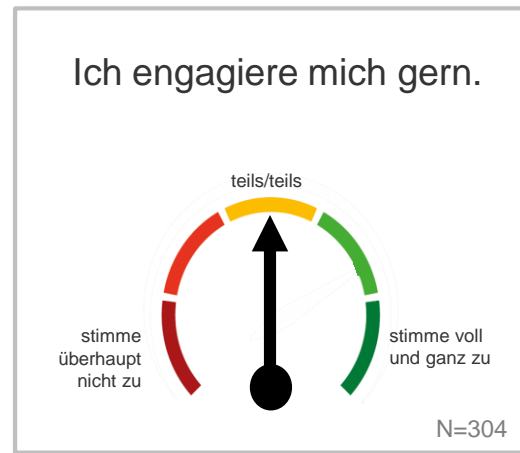 Ich engagiere mich gern.
teils/teils
stimme
überhaupt
nicht zu
stimme voll
und ganz zu
N=304